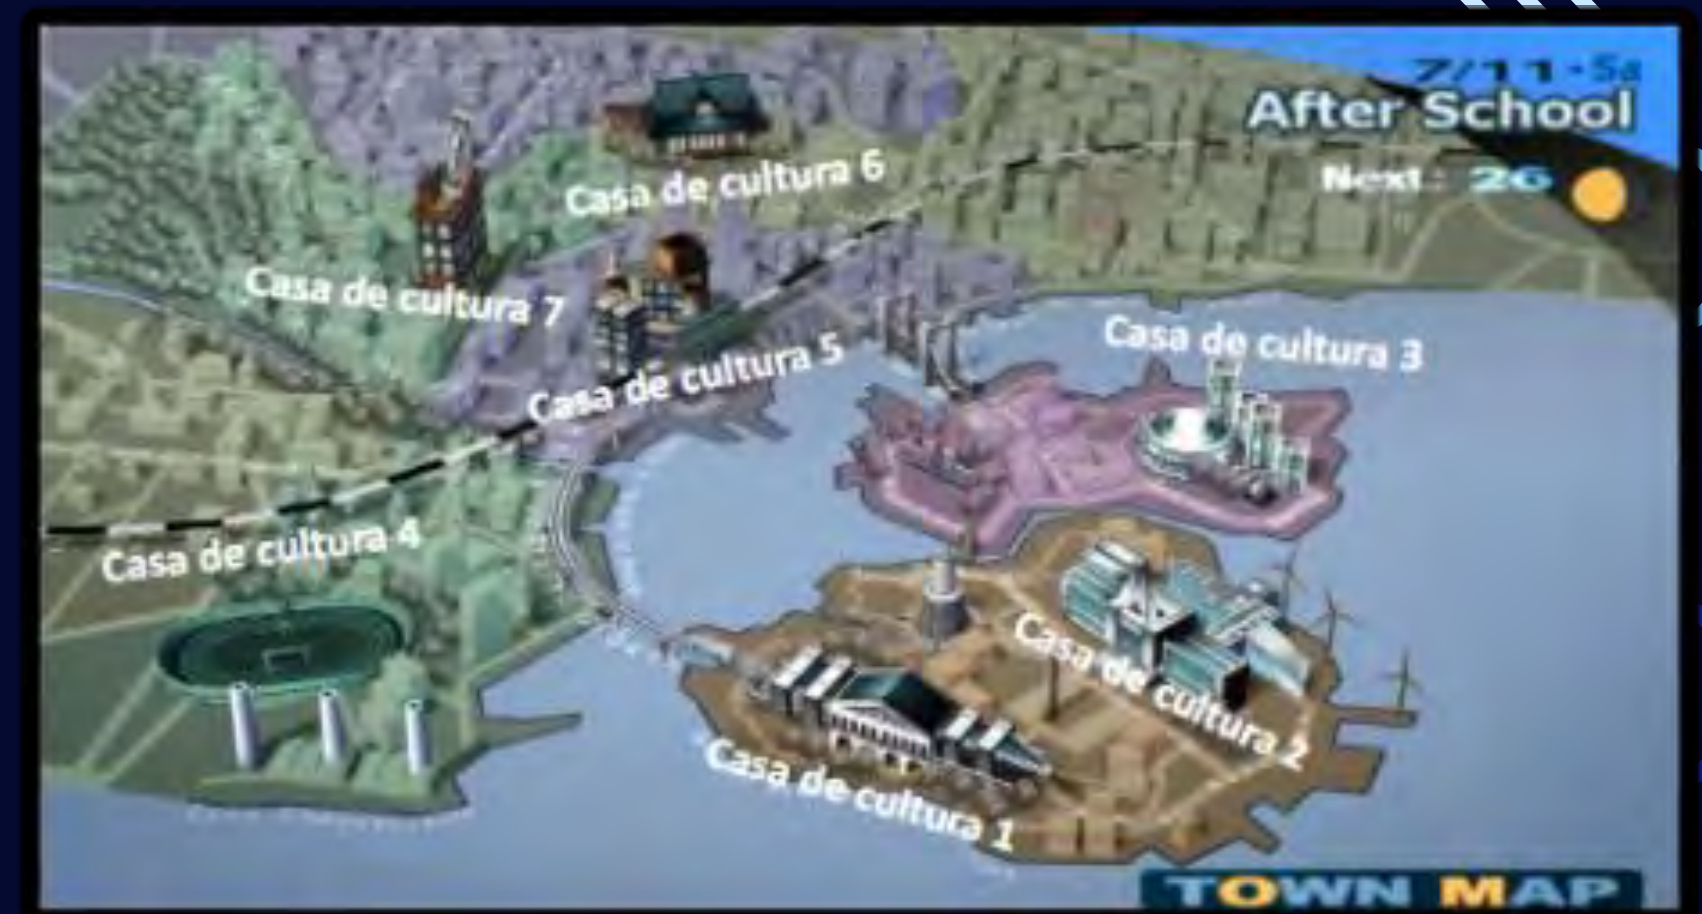 7/11・Sa
After School
Next: 26
Casa de cultura 6
Casa de cultura 7
Casa de cultura 3
Casa de cultura 5
Casa de cultura 4
Casa de cultura 2
Casa de cultura 1
TOWN MAP